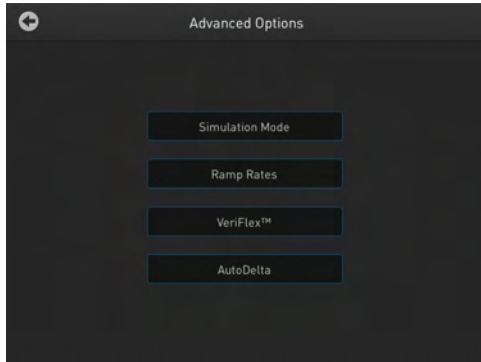 Advanced Options
Simulation Mode
Ramp Rates
VeriFlex™
AutoDelta